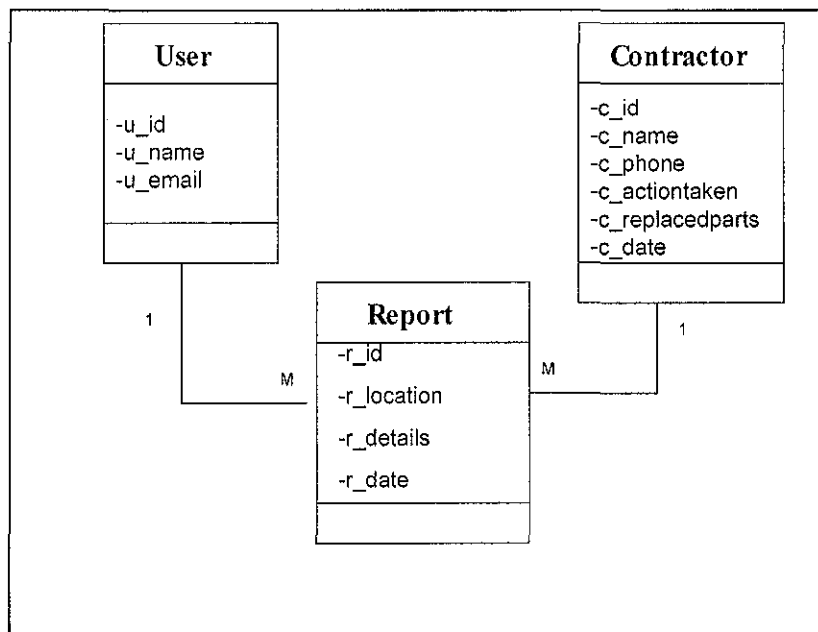 User
-u_id
-u_name
-u_email
Contractor
-c_id
-c_name
-c_phone
-c_actiontaken
-c_replacedparts
-c_date
1
M
Report
-r_id
-r_location
-r_details
-r_date
M
1